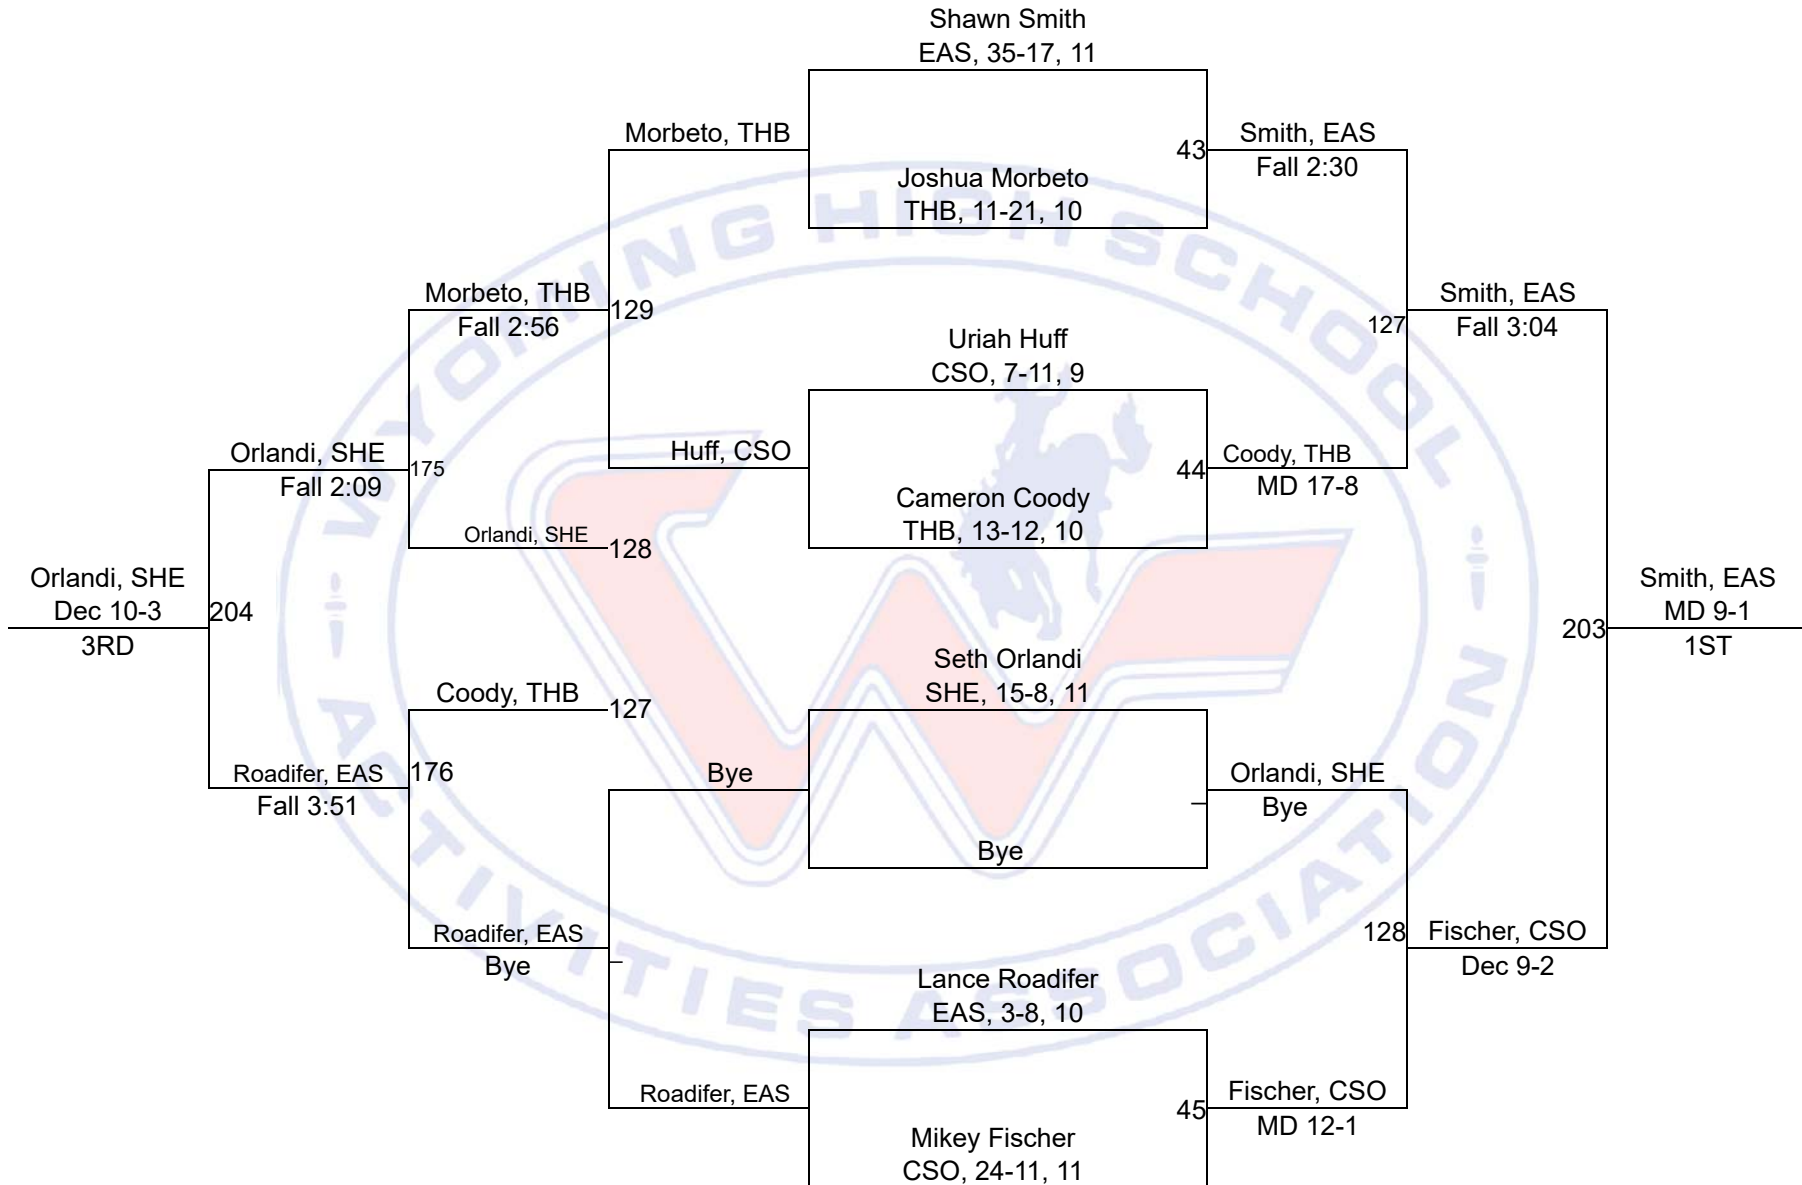 Shawn Smith
EAS, 35-17, 11
Morbeto, THB
43
Smith, EAS
Fall 2:30
Joshua Morbeto
THB, 11-21, 10
Morbeto, THB
Fall 2:56
129
Smith, EAS
Fall 3:04
127
Uriah Huff
CSO, 7-11, 9
Orlandi, SHE
Fall 2:09
175
Huff, CSO
44
Coody, THB
MD 17-8
Cameron Coody
THB, 13-12, 10
Orlandi, SHE
128
Orlandi, SHE
Dec 10-3
3RD
204
203
Smith, EAS
MD 9-1
1ST
Seth Orlandi
SHE, 15-8, 11
Coody, THB
127
Roadifer, EAS
Fall 3:51
176
Bye
Orlandi, SHE
Bye
Bye
Roadifer, EAS
Bye
128
Fischer, CSO
Dec 9-2
Lance Roadifer
EAS, 3-8, 10
Roadifer, EAS
45
Fischer, CSO
MD 12-1
Mikey Fischer
CSO, 24-11, 11
WYOMING HIGH SCHOOL
ACTIVITIES ASSOCIATION